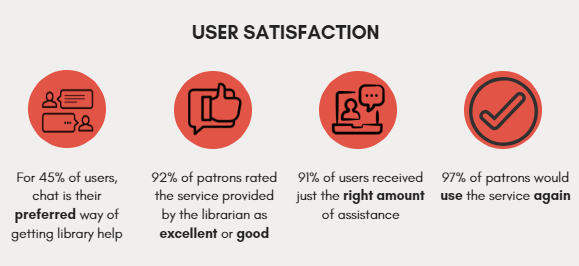 USER SATISFACTION
For 45% of users,
chat is their
preferred way of
getting library help
92% of patrons rated
the service provided
by the librarian as
excellent or good
91% of users received
just the right amount
of assistance
97% of patrons would
use the service again